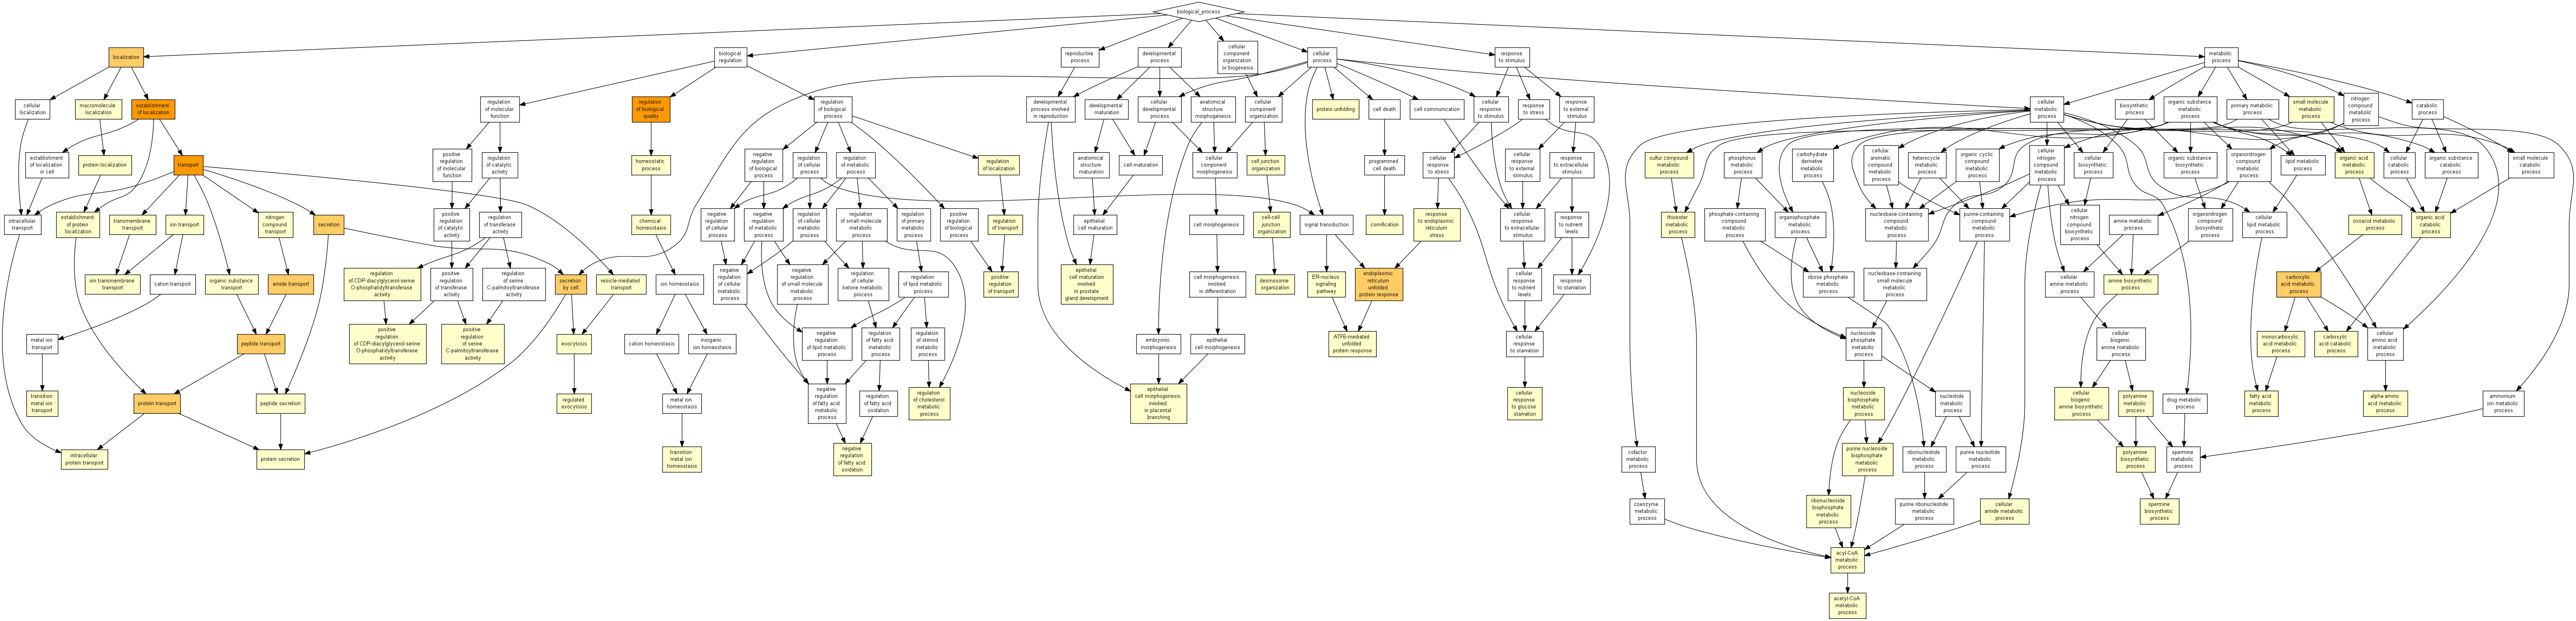 biological_process
localization
biological
regulation
reproductive
process
developmental
process
cellular
component
organization
or biogenesis
cellular
process
response
to stimulus
metabolic
process
cellular
localization
macromolecule
localization
establishment
of localization
regulation
of molecular
function
regulation
of biological
quality
regulation
of biological
process
developmental
process involved
in reproduction
developmental
maturation
cellular
developmental
process
anatomical
structure
morphogenesis
cellular
component
organization
protein unfolding
cell death
cell communication
cellular
response
to stimulus
response
to stress
response
to external
stimulus
cellular
metabolic
process
biosynthetic
process
organic substance
metabolic
process
primary metabolic
process
small molecule
metabolic
process
nitrogen
compound
metabolic
process
catabolic
process
establishment
of localization
in cell
protein localization
transport
positive
regulation
of molecular
function
regulation
of catalytic
activity
homeostatic
process
negative
regulation
of biological
process
regulation
of cellular
process
regulation
of metabolic
process
regulation
of localization
anatomical
structure
maturation
cell maturation
cellular
component
morphogenesis
cell junction
organization
programmed
cell death
cellular
response
to stress
cellular
response
to external
stimulus
response
to extracellular
stimulus
sulfur compound
metabolic
process
phosphorus
metabolic
process
carbohydrate
derivative
metabolic
process
cellular
aromatic
compound
metabolic
process
heterocycle
metabolic
process
organic cyclic
compound
metabolic
process
cellular
nitrogen
compound
metabolic
process
cellular
biosynthetic
process
organic substance
biosynthetic
process
organonitrogen
compound
metabolic
process
lipid metabolic
process
organic acid
metabolic
process
cellular
catabolic
process
organic substance
catabolic
process
small molecule
catabolic
process
intracellular
transport
establishment
of protein
localization
transmembrane
transport
ion transport
nitrogen
compound
transport
secretion
positive
regulation
of catalytic
activity
regulation
of transferase
activity
chemical
homeostasis
negative
regulation
of cellular
process
negative
regulation
of metabolic
process
regulation
of cellular
metabolic
process
regulation
of small molecule
metabolic
process
regulation
of primary
metabolic
process
positive
regulation
of biological
process
regulation
of transport
epithelial
cell maturation
cell morphogenesis
cell-cell
junction
organization
signal transduction
cornification
response
to endoplasmic
reticulum
stress
cellular
response
to extracellular
stimulus
response
to nutrient
levels
thioester
metabolic
process
phosphate-containing
compound
metabolic
process
organophosphate
metabolic
process
nucleobase-containing
compound
metabolic
process
purine-containing
compound
metabolic
process
cellular
nitrogen
compound
biosynthetic
process
amine metabolic
process
organonitrogen
compound
biosynthetic
process
cellular
lipid metabolic
process
oxoacid metabolic
process
organic acid
catabolic
process
ion transmembrane
transport
cation transport
organic substance
transport
amide transport
regulation
of CDP-diacylglycerol-serine
O-phosphatidyltransferase
activity
positive
regulation
of transferase
activity
regulation
of serine
C-palmitoyltransferase
activity
secretion
by cell
vesicle-mediated
transport
ion homeostasis
negative
regulation
of cellular
metabolic
process
negative
regulation
of small molecule
metabolic
process
regulation
of cellular
ketone metabolic
process
regulation
of lipid metabolic
process
positive
regulation
of transport
epithelial
cell maturation
involved
in prostate
gland development
cell morphogenesis
involved
in differentiation
desmosome
organization
ER-nucleus
signaling
pathway
endoplasmic
reticulum
unfolded
protein response
cellular
response
to nutrient
levels
response
to starvation
ribose phosphate
metabolic
process
nucleobase-containing
small molecule
metabolic
process
cellular
amine metabolic
process
amine biosynthetic
process
carboxylic
acid metabolic
process
metal ion
transport
peptide transport
positive
regulation
of CDP-diacylglycerol-serine
O-phosphatidyltransferase
activity
positive
regulation
of serine
C-palmitoyltransferase
activity
exocytosis
cation homeostasis
inorganic
ion homeostasis
negative
regulation
of lipid metabolic
process
regulation
of fatty acid
metabolic
process
regulation
of steroid
metabolic
process
embryonic
morphogenesis
epithelial
cell morphogenesis
ATF6-mediated
unfolded
protein response
cellular
response
to starvation
nucleoside
phosphate
metabolic
process
cellular
biogenic
amine metabolic
process
monocarboxylic
acid metabolic
process
carboxylic
acid catabolic
process
cellular
amino acid
metabolic
process
transition
metal ion
transport
protein transport
peptide secretion
regulated
exocytosis
metal ion
homeostasis
negative
regulation
of fatty acid
metabolic
process
regulation
of fatty acid
oxidation
regulation
of cholesterol
metabolic
process
epithelial
cell morphogenesis
involved
in placental
branching
cellular
response
to glucose
starvation
nucleoside
bisphosphate
metabolic
process
nucleotide
metabolic
process
cellular
biogenic
amine biosynthetic
process
polyamine
metabolic
process
drug metabolic
process
fatty acid
metabolic
process
alpha-amino
acid metabolic
process
ammonium
ion metabolic
process
intracellular
protein transport
protein secretion
transition
metal ion
homeostasis
negative
regulation
of fatty acid
oxidation
cofactor
metabolic
process
purine nucleoside
bisphosphate
metabolic
process
ribonucleotide
metabolic
process
purine nucleotide
metabolic
process
polyamine
biosynthetic
process
spermine
metabolic
process
coenzyme
metabolic
process
ribonucleoside
bisphosphate
metabolic
process
purine ribonucleotide
metabolic
process
cellular
amide metabolic
process
spermine
biosynthetic
process
acyl-CoA
metabolic
process
acetyl-CoA
metabolic
process